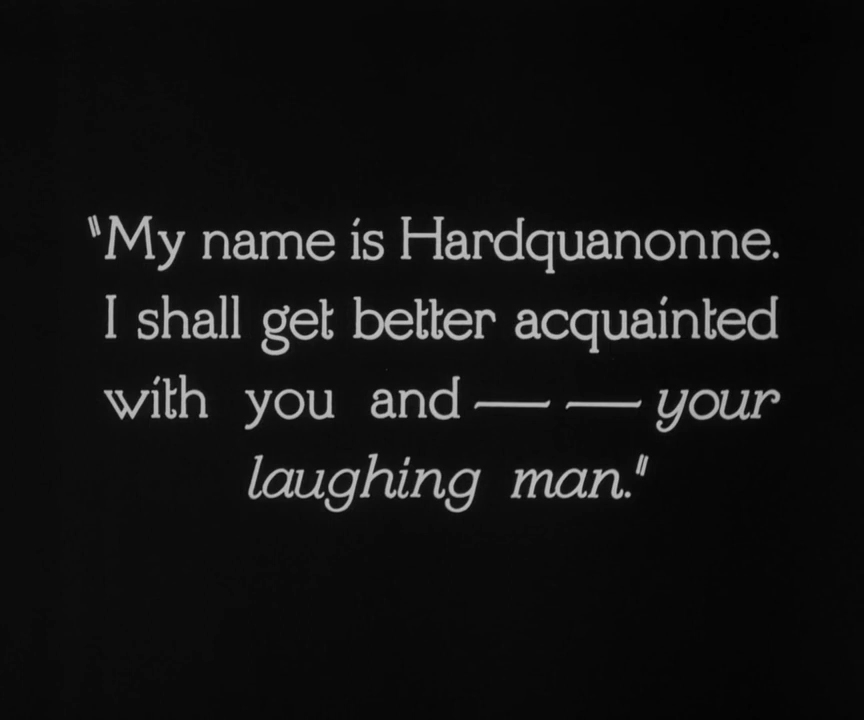 "My name is Hardquanonne.
I shall get better acquainted
with you and — — your
laughing man."